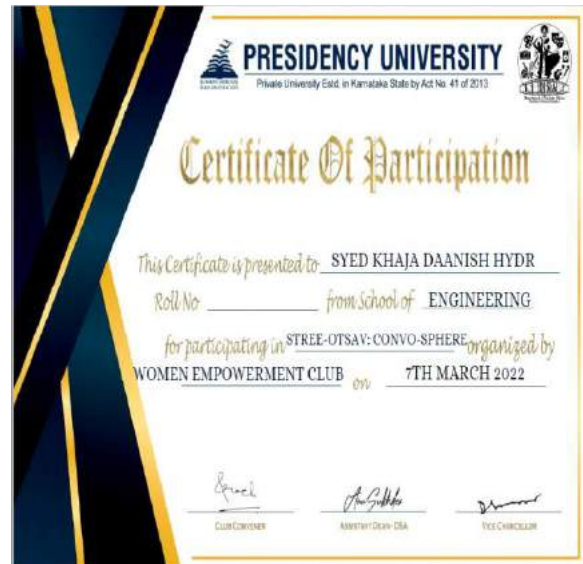 PRESIDENCY UNIVERSITY
Private University Estd. in Karnataka State by Act No. 41 of 2013
Certificate Of Participation
This Certificate is presented to SYED KHAJA DAANISH HYDR
Roll No from School of ENGINEERING
for participating in STREE-OTSAV: CONVO-SPHERE organized by
WOMEN EMPOWERMENT CLUB on 7TH MARCH 2022
CLUB CONVENER ASSISTANT DEAN- DSA VICE CHANCELLOR